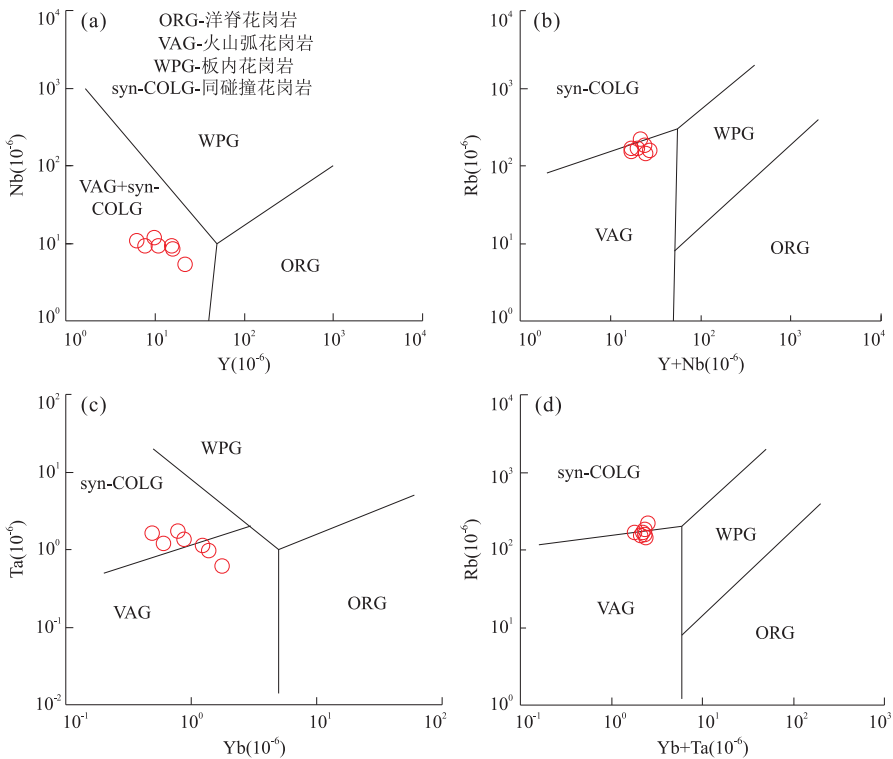 (a)
ORG-洋脊花岗岩
VAG-火山弧花岗岩
WPG-板内花岗岩
syn-COLG-同碰撞花岗岩
10⁴
10³
10²
10¹
10⁰
Nb(10⁻⁶)
WPG
VAG+syn-
COLG
ORG
10⁰
10¹
10²
10³
10⁴
Y(10⁻⁶)
(b)
10⁴
10³
10²
10¹
10⁰
Rb(10⁻⁶)
syn-COLG
WPG
VAG
ORG
10⁰
10¹
10²
10³
10⁴
Y+Nb(10⁻⁶)
(c)
10²
10¹
10⁰
10⁻¹
10⁻²
Ta(10⁻⁶)
WPG
syn-COLG
VAG
ORG
10⁻¹
10⁰
10¹
10²
Yb(10⁻⁶)
(d)
10⁴
10³
10²
10¹
10⁰
Rb(10⁻⁶)
syn-COLG
WPG
VAG
ORG
10⁻¹
10⁰
10¹
10²
10³
Yb+Ta(10⁻⁶)